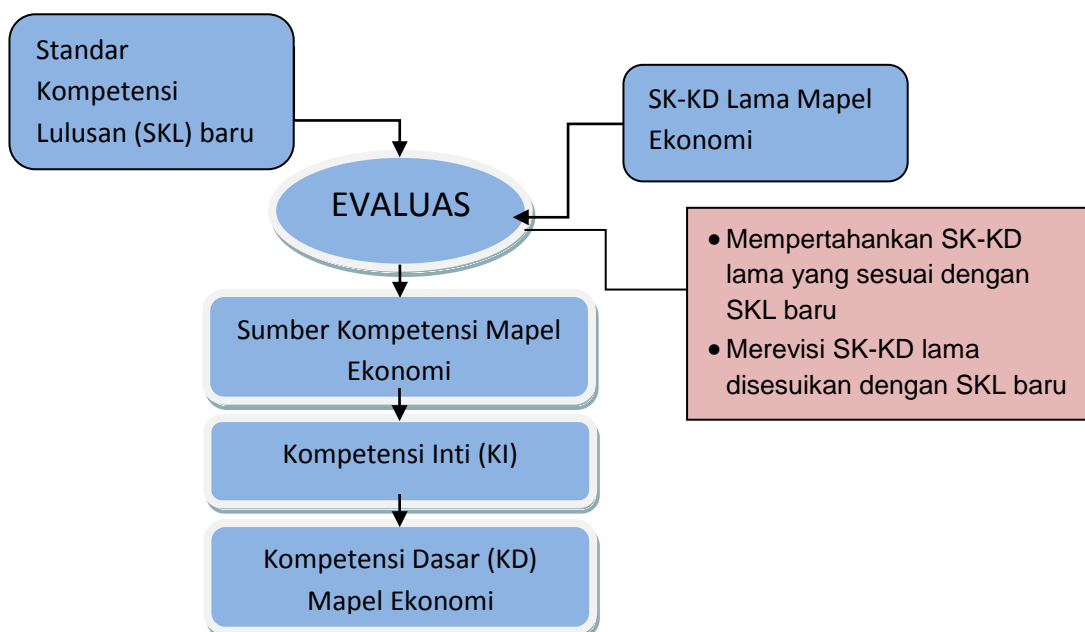 Standar
Kompetensi
Lulusan (SKL) baru
SK-KD Lama Mapel
Ekonomi
EVALUAS
• Mempertahankan SK-KD
lama yang sesuai dengan
SKL baru
• Merevisi SK-KD lama
disesuikan dengan SKL baru
Sumber Kompetensi Mapel
Ekonomi
Kompetensi Inti (KI)
Kompetensi Dasar (KD)
Mapel Ekonomi